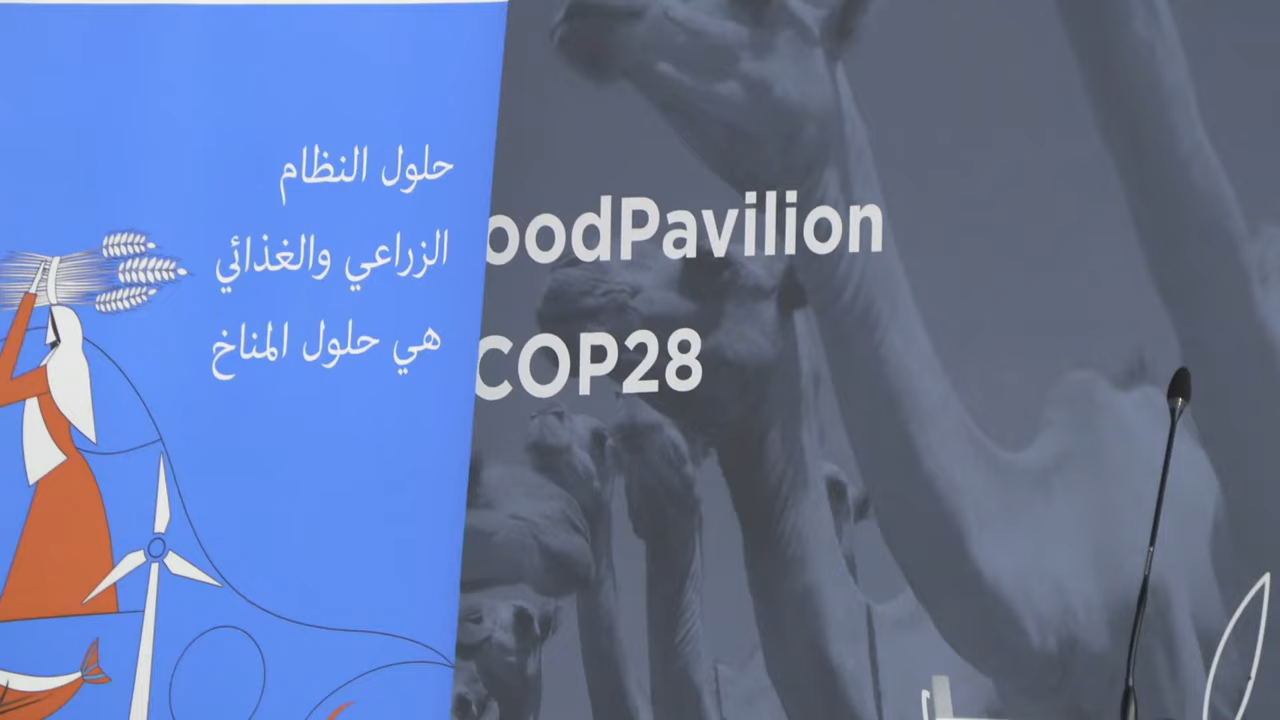 حلول النظام
الزراعي والغذائي
هي حلول المناخ
oodPavilion
COP28